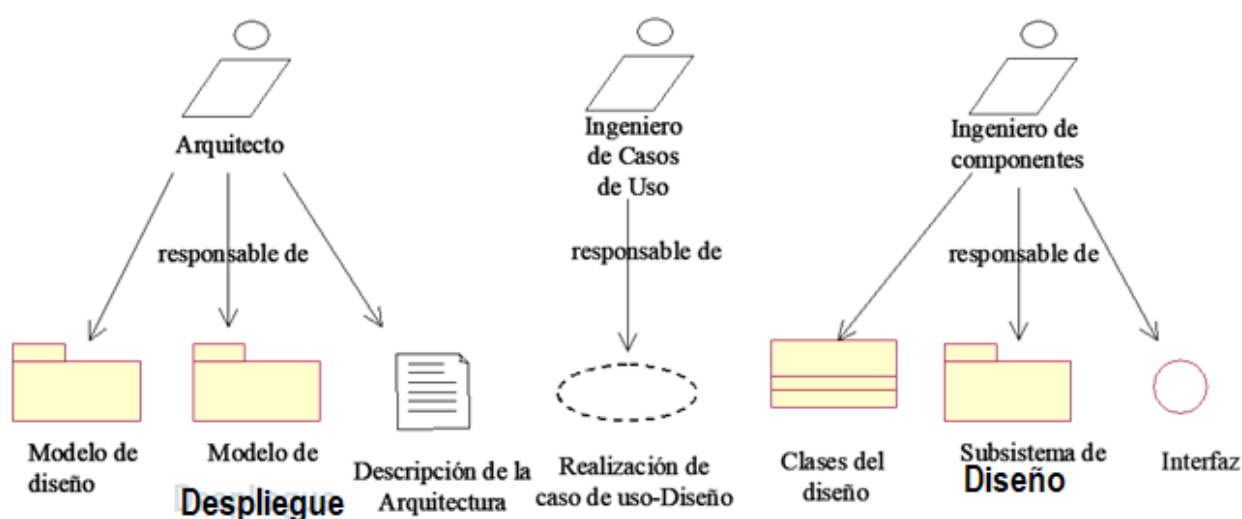 Arquitecto
Ingeniero
de Casos
de Uso
Ingeniero de
componentes
responsable de
responsable de
responsable de
Modelo de
diseño
Modelo de
Despliegue
Descripción de la
Arquitectura
Realización de
caso de uso-Diseño
Clases del
diseño
Subsistema de
Diseño
Interfaz